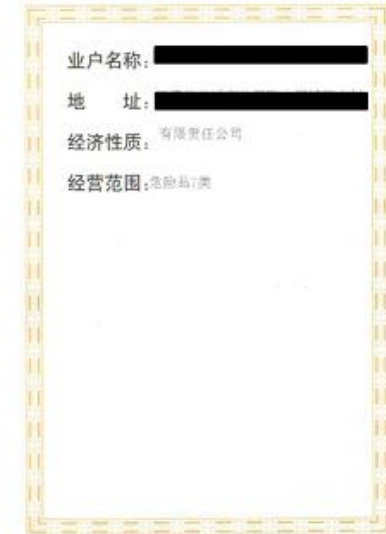 业户名称：
地 址：
经济性质：有限责任公司
经营范围：危险品7类